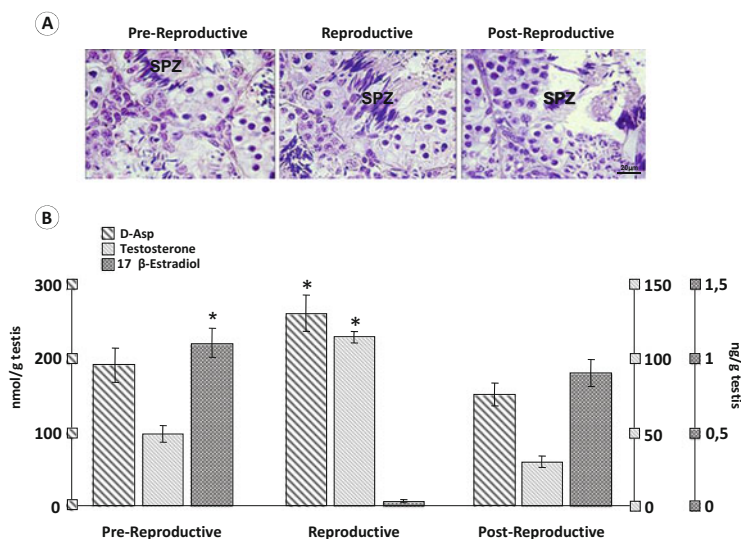 A
Pre-Reproductive Reproductive Post-Reproductive
SPZ SPZ SPZ
20µm
B
D-Asp
Testosterone
17 β-Estradiol
300 150 1,5
* * *
200 100 1
nmol/g testis
ng/g testis
100 50 0,5
0 0 0
Pre-Reproductive Reproductive Post-Reproductive